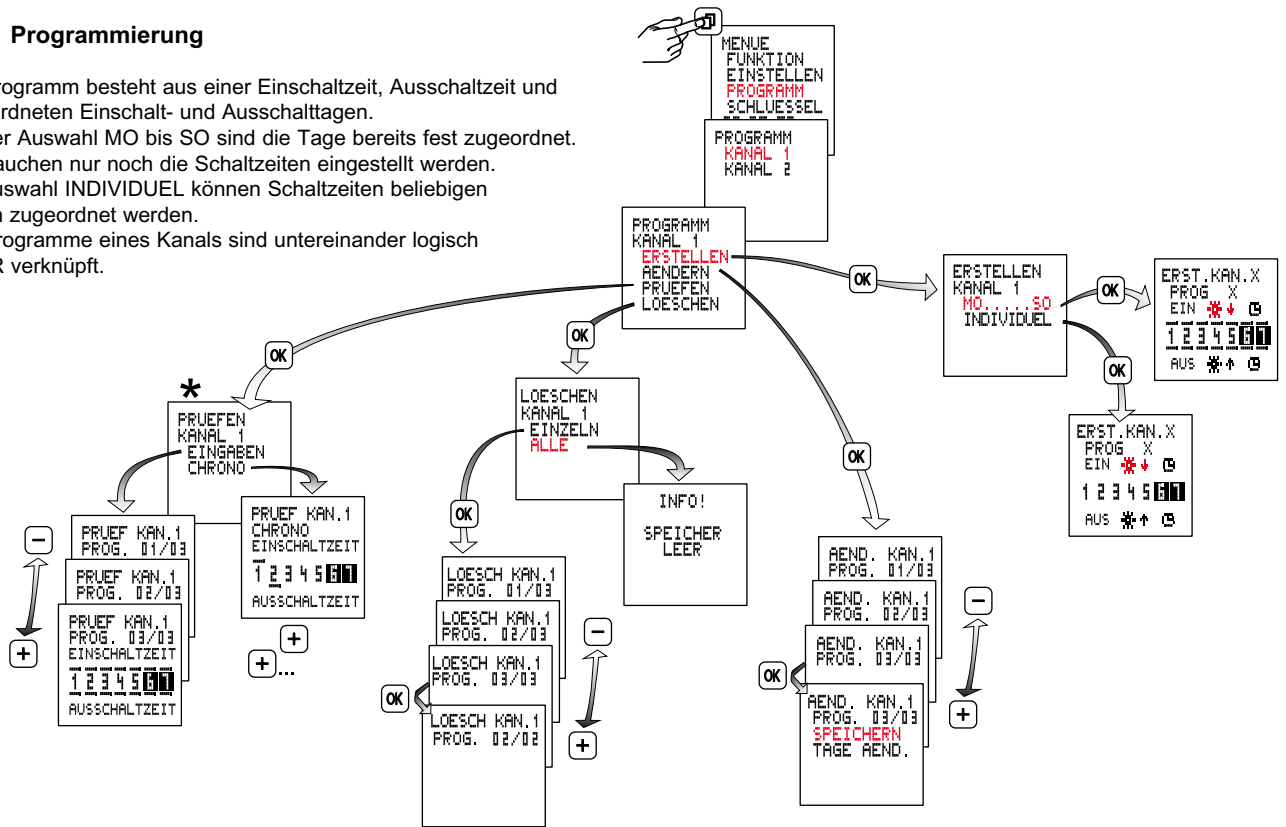 Programmierung
rogramm besteht aus einer Einschaltzeit, Ausschaltzeit und
rdneten Einschalt- und Ausschalttagen.
er Auswahl MO bis SO sind die Tage bereits fest zugeordnet.
auchen nur noch die Schaltzeiten eingestellt werden.
uswahl INDIVIDUEL können Schaltzeiten beliebigen
n zugeordnet werden.
rogramme eines Kanals sind untereinander logisch
R verknüpft.
MENUE
FUNKTION
EINSTELLEN
PROGRAMM
SCHLUESSEL
PROGRAMM
KANAL 1
KANAL 2
PROGRAMM
KANAL 1
ERSTELLEN
AENDERN
PRUEFEN
LOESCHEN
OK
OK
OK
OK
ERSTELLEN
KANAL 1
MO.....SO
INDIVIDUEL
OK
OK
ERST.KAN.X
PROG X
EIN
1 2 3 4 5 6 7
AUS
ERST.KAN.X
PROG X
EIN
1 2 3 4 5 6 7
AUS
*
PRUEFEN
KANAL 1
EINGABEN
CHRONO
PRUEF KAN.1
PROG. 01/03
PRUEF KAN.1
PROG. 02/03
PRUEF KAN.1
PROG. 03/03
EINSCHALTZEIT
1 2 3 4 5 6 7
AUSSCHALTZEIT
−
+
PRUEF KAN.1
CHRONO
EINSCHALTZEIT
1 2 3 4 5 6 7
AUSSCHALTZEIT
+
+...
LOESCHEN
KANAL 1
EINZELN
ALLE
OK
INFO!
SPEICHER
LEER
LOESCH KAN.1
PROG. 01/03
LOESCH KAN.1
PROG. 02/03
LOESCH KAN.1
PROG. 03/03
OK
LOESCH KAN.1
PROG. 02/02
−
+
AEND. KAN.1
PROG. 01/03
AEND. KAN.1
PROG. 02/03
AEND. KAN.1
PROG. 03/03
OK
AEND. KAN.1
PROG. 03/03
SPEICHERN
TAGE AEND.
−
+